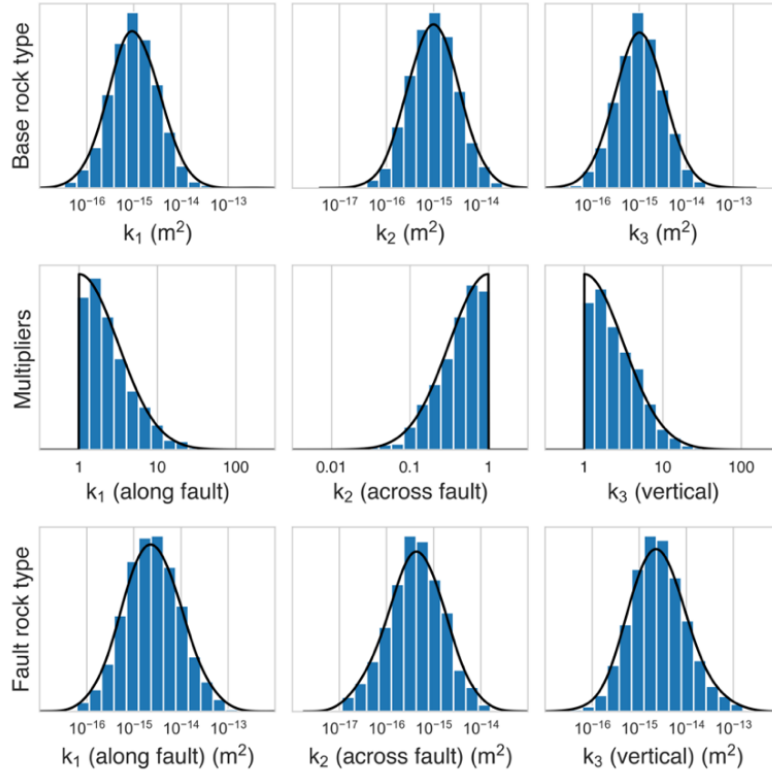 Base rock type
10⁻¹⁶ 10⁻¹⁵ 10⁻¹⁴ 10⁻¹³
k₁ (m²)
10⁻¹⁷ 10⁻¹⁶ 10⁻¹⁵ 10⁻¹⁴
k₂ (m²)
10⁻¹⁶ 10⁻¹⁵ 10⁻¹⁴ 10⁻¹³
k₃ (m²)
Multipliers
1 10 100
k₁ (along fault)
0.01 0.1 1
k₂ (across fault)
1 10 100
k₃ (vertical)
Fault rock type
10⁻¹⁶ 10⁻¹⁵ 10⁻¹⁴ 10⁻¹³
k₁ (along fault) (m²)
10⁻¹⁷ 10⁻¹⁶ 10⁻¹⁵ 10⁻¹⁴
k₂ (across fault) (m²)
10⁻¹⁶ 10⁻¹⁵ 10⁻¹⁴ 10⁻¹³
k₃ (vertical) (m²)